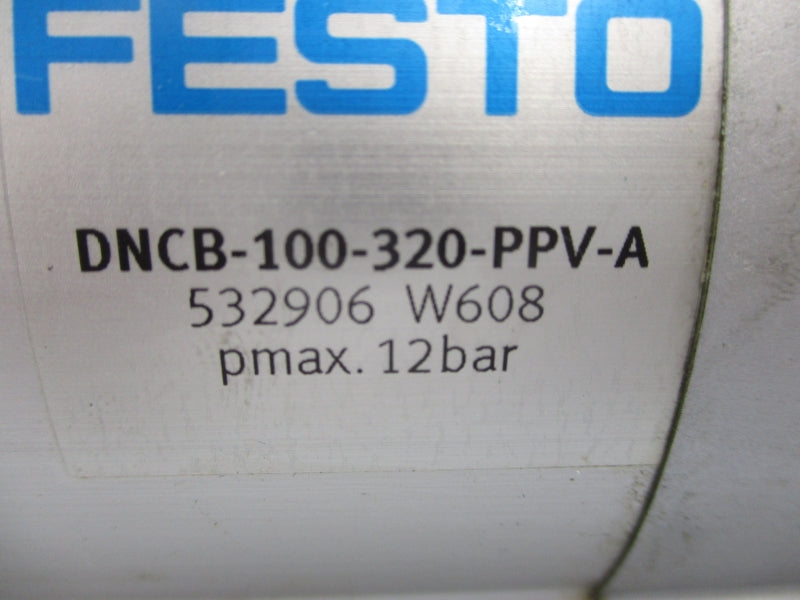 FESTO
DNCB-100-320-PPV-A
532906 W608
pmax. 12bar